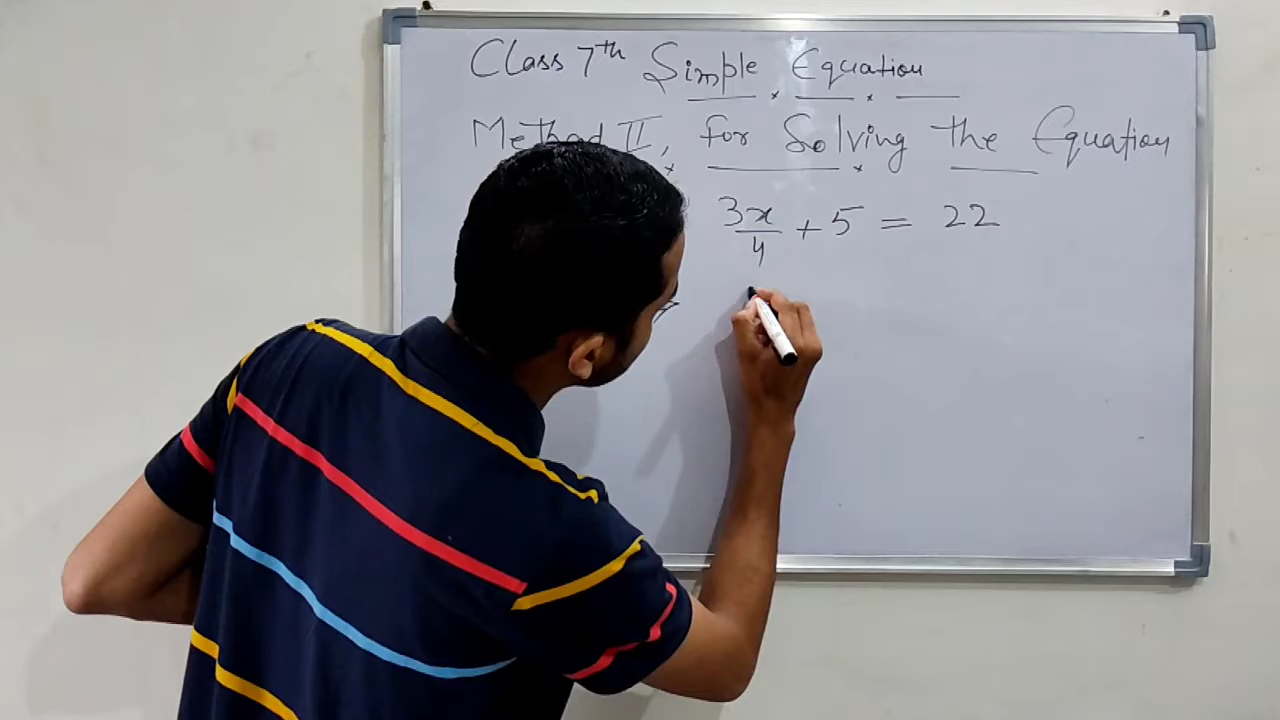 Class 7th Simple Equation
Method II, for Solving the Equation
3x/4 + 5 = 22